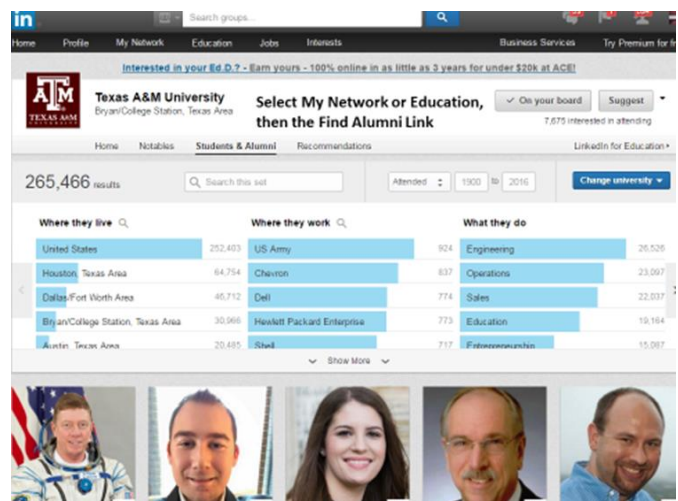 in
Search groups...
Home Profile My Network Education Jobs Interests Business Services Try Premium for fr
Interested in your Ed.D.? - Earn yours - 100% online in as little as 3 years for under $20k at ACE!
ĀM
TEXAS A&M
Texas A&M University
Bryan/College Station, Texas Area
Select My Network or Education,
then the Find Alumni Link
✓ On your board Suggest
7,675 interested in attending
Home Notables Students & Alumni Recommendations LinkedIn for Education
265,466 results Search this set Attended 1900 to 2016 Change university
Where they live Where they work What they do
United States 252,403 US Army 924 Engineering 26,526
Houston, Texas Area 64,754 Chevron 837 Operations 23,097
Dallas/Fort Worth Area 46,712 Dell 774 Sales 22,037
Bryan/College Station, Texas Area 30,966 Hewlett Packard Enterprise 773 Education 19,164
Austin, Texas Area 20,485 Shell 717 Entrepreneurship 15,087
Show More